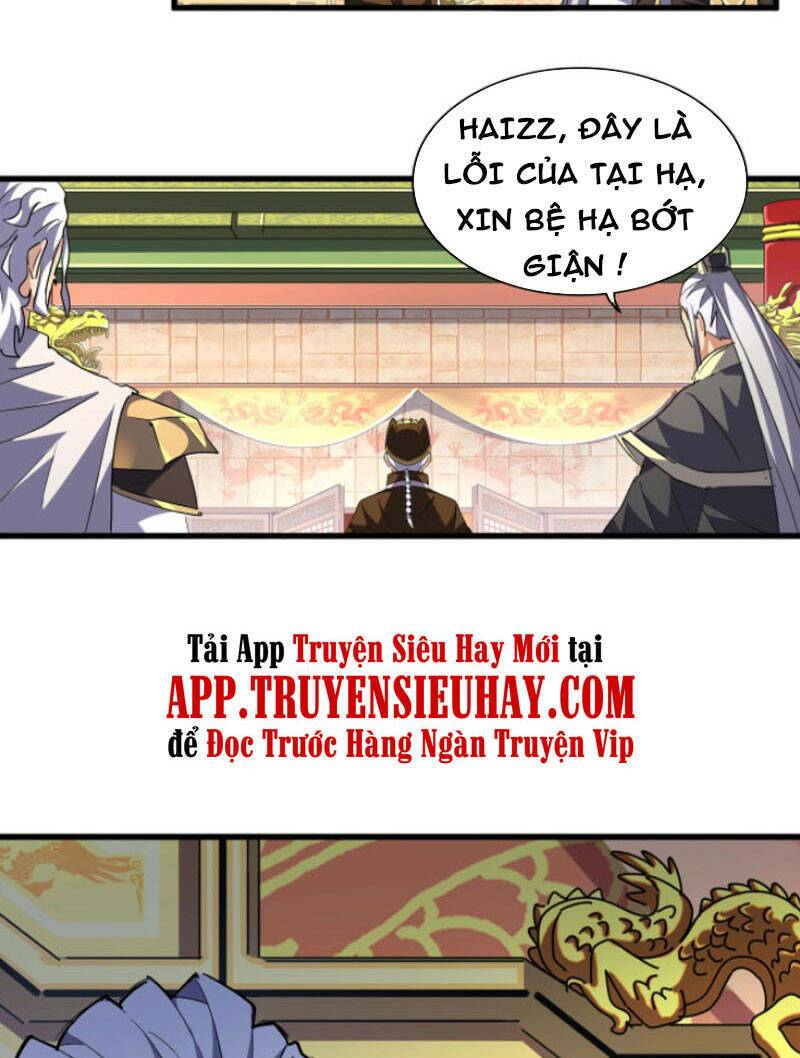 HAIZZ, ĐÂY LÀ
LỖI CỦA TẠI HẠ,
XIN BỆ HẠ BỚT
GIẬN !
Tải App Truyện Siêu Hay Mới tại
APP.TRUYENSIEUHAY.COM
để Đọc Trước Hàng Ngàn Truyện Vip